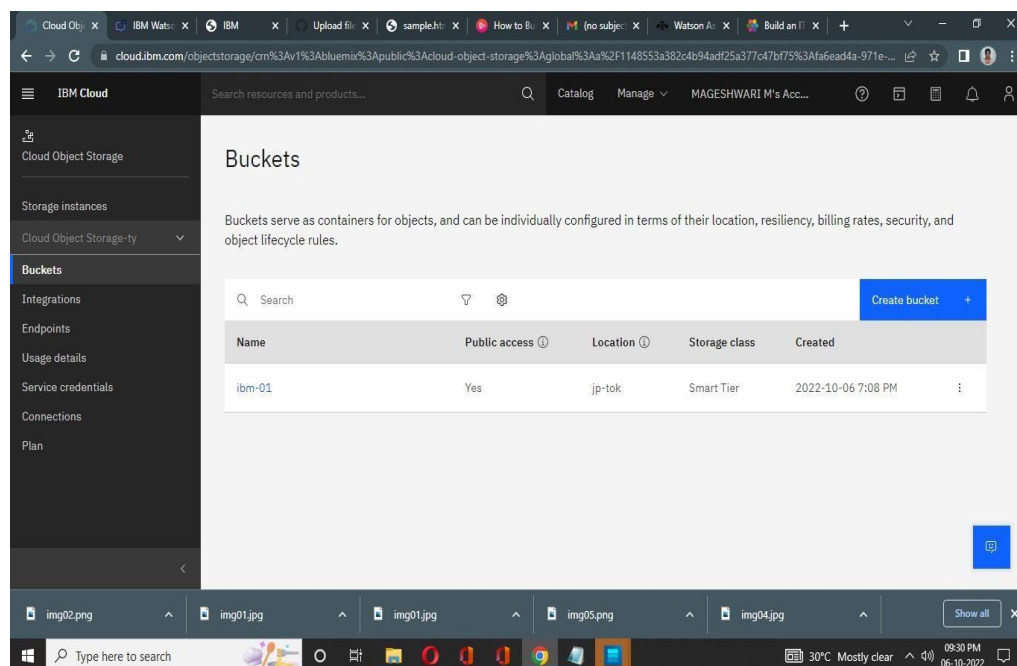 Cloud Obj
IBM Watso
IBM
Upload file
sample.htm
How to Bu
(no subjec
Watson As
Build an IT
cloud.ibm.com/objectstorage/crn%3Av1%3Abluemix%3Apublic%3Acloud-object-storage%3Aglobal%3Aa%2F1148553a382c4b94adf25a377c47bf75%3Afa6ead4a-971e-...
IBM Cloud
Search resources and products...
Catalog
Manage
MAGESHWARI M's Acc...
Cloud Object Storage
Storage instances
Cloud Object Storage-ty
Buckets
Integrations
Endpoints
Usage details
Service credentials
Connections
Plan
Buckets
Buckets serve as containers for objects, and can be individually configured in terms of their location, resiliency, billing rates, security, and
object lifecycle rules.
Search
Create bucket +
Name Public access Location Storage class Created
ibm-01 Yes jp-tok Smart Tier 2022-10-06 7:08 PM
img02.png
img01.jpg
img01.jpg
img05.png
img04.jpg
Show all
Type here to search
30°C Mostly clear
09:30 PM
06-10-2022